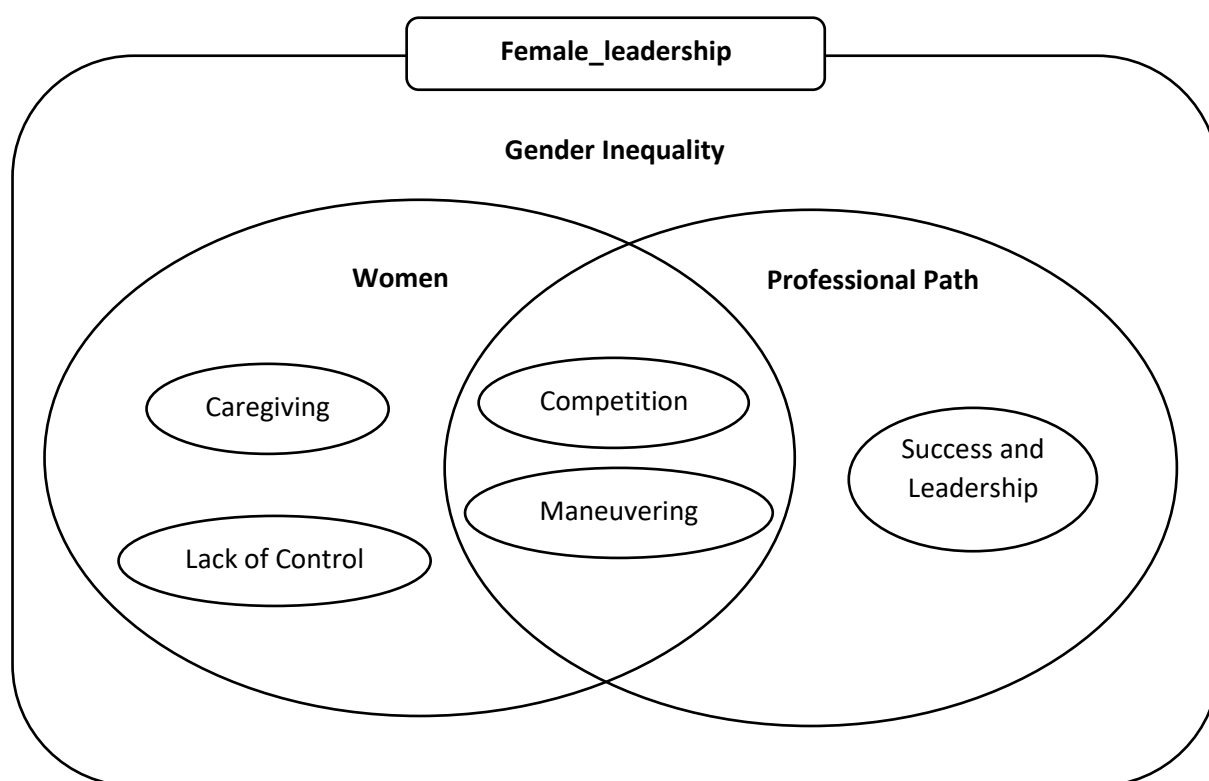 Female_leadership
Gender Inequality
Women
Professional Path
Caregiving
Competition
Success and
Leadership
Maneuvering
Lack of Control